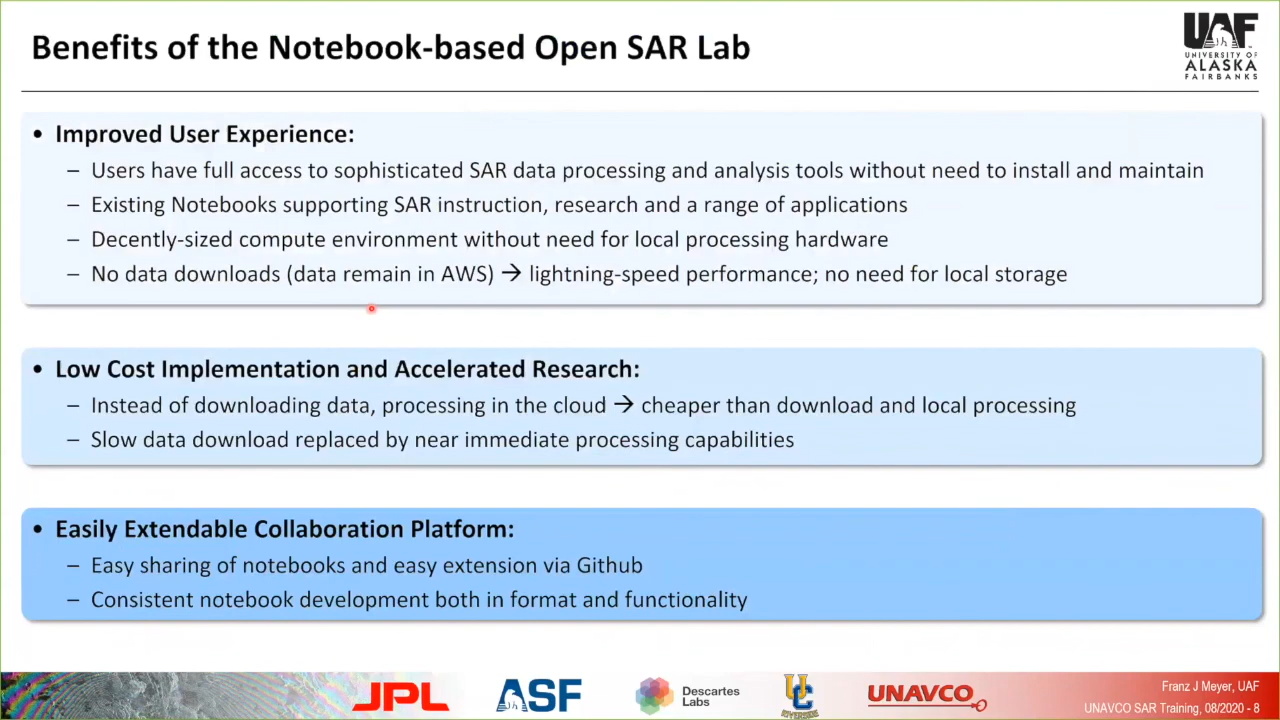 Benefits of the Notebook-based Open SAR Lab
UAF
UNIVERSITY OF
ALASKA
FAIRBANKS
• Improved User Experience:
– Users have full access to sophisticated SAR data processing and analysis tools without need to install and maintain
– Existing Notebooks supporting SAR instruction, research and a range of applications
– Decently-sized compute environment without need for local processing hardware
– No data downloads (data remain in AWS) → lightning-speed performance; no need for local storage
• Low Cost Implementation and Accelerated Research:
– Instead of downloading data, processing in the cloud → cheaper than download and local processing
– Slow data download replaced by near immediate processing capabilities
• Easily Extendable Collaboration Platform:
– Easy sharing of notebooks and easy extension via Github
– Consistent notebook development both in format and functionality
JPL
ASF
Descartes
Labs
UC
RIVERSIDE
UNAVCO
Franz J Meyer, UAF
UNAVCO SAR Training, 08/2020 - 8